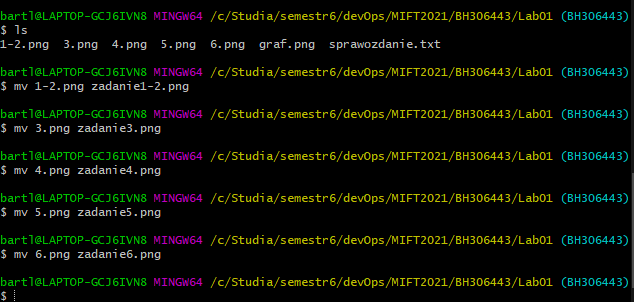 bartl@LAPTOP-GCJ6IVN8 MINGW64 /c/Studia/semestr6/devOps/MIFT2021/BH306443/Lab01 (BH306443)
$ ls
1-2.png  3.png  4.png  5.png  6.png  graf.png  sprawozdanie.txt
bartl@LAPTOP-GCJ6IVN8 MINGW64 /c/Studia/semestr6/devOps/MIFT2021/BH306443/Lab01 (BH306443)
$ mv 1-2.png zadanie1-2.png
bartl@LAPTOP-GCJ6IVN8 MINGW64 /c/Studia/semestr6/devOps/MIFT2021/BH306443/Lab01 (BH306443)
$ mv 3.png zadanie3.png
bartl@LAPTOP-GCJ6IVN8 MINGW64 /c/Studia/semestr6/devOps/MIFT2021/BH306443/Lab01 (BH306443)
$ mv 4.png zadanie4.png
bartl@LAPTOP-GCJ6IVN8 MINGW64 /c/Studia/semestr6/devOps/MIFT2021/BH306443/Lab01 (BH306443)
$ mv 5.png zadanie5.png
bartl@LAPTOP-GCJ6IVN8 MINGW64 /c/Studia/semestr6/devOps/MIFT2021/BH306443/Lab01 (BH306443)
$ mv 6.png zadanie6.png
bartl@LAPTOP-GCJ6IVN8 MINGW64 /c/Studia/semestr6/devOps/MIFT2021/BH306443/Lab01 (BH306443)
$